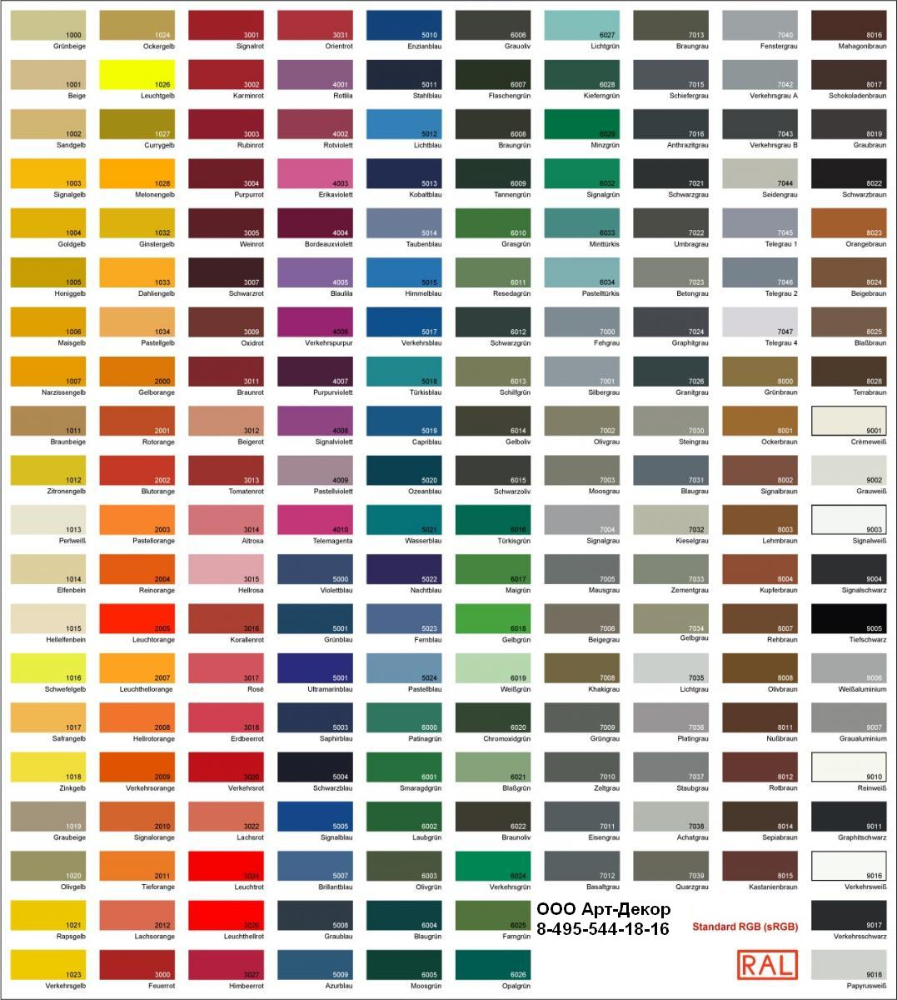 1000 1024 3001 3031 5010 6006 6027 7013 7040 8016
Grünbeige Ockergelb Signalrot Orientrot Enzianblau Grauoliv Lichtgrün Braungrau Fenstergrau Mahagonibraun
1001 1026 3002 4001 5011 6007 6028 7015 7042 8017
Beige Leuchtgelb Karminrot Rotlila Stahlblau Flaschengrün Kieferngrün Schiefergrau Verkehrsgrau A Schokoladenbraun
1002 1027 3003 4002 5012 6008 6029 7016 7043 8019
Sandgelb Currygelb Rubinrot Rotviolett Lichtblau Braungrün Minzgrün Anthrazitgrau Verkehrsgrau B Graubraun
1003 1028 3004 4003 5013 6009 6032 7021 7044 8022
Signalgelb Melonengelb Purpurrot Erikaviolett Kobaltblau Tannengrün Signalgrün Schwarzgrau Seidengrau Schwarzbraun
1004 1032 3005 4004 5014 6010 6033 7022 7045 8023
Goldgelb Ginstergelb Weinrot Bordeauxviolett Taubenblau Grasgrün Minttürkis Umbragrau Telegrau 1 Orangebraun
1005 1033 3007 4005 5015 6011 6034 7023 7046 8024
Honiggelb Dahliengelb Schwarzrot Blaulila Himmelblau Resedagrün Pastelltürkis Betongrau Telegrau 2 Beigebraun
1006 1034 3009 4006 5017 6012 7000 7024 7047 8025
Maisgelb Pastellgelb Oxidrot Verkehrspurpur Verkehrsblau Schwarzgrün Fehgrau Graphitgrau Telegrau 4 Blaßbraun
1007 2000 3011 4007 5018 6013 7001 7026 8000 8028
Narzissengelb Gelborange Braunrot Purpurviolett Türkisblau Schilfgrün Silbergrau Granitgrau Grünbraun Terrabraun
1011 2001 3012 4008 5019 6014 7002 7030 8001 9001
Braunbeige Rotorange Beigerot Signalviolett Capriblau Gelboliv Olivgrau Steingrau Ockerbraun Crèmeweiß
1012 2002 3013 4009 5020 6015 7003 7031 8002 9002
Zitronengelb Blutorange Tomatenrot Pastellviolett Ozeanblau Schwarzoliv Moosgrau Blaugrau Signalbraun Grauweiß
1013 2003 3014 4010 5021 6016 7004 7032 8003 9003
Perlweiß Pastellorange Altrosa Telemagenta Wasserblau Türkisgrün Signalgrau Kieselgrau Lehmbraun Signalweiß
1014 2004 3015 5000 5022 6017 7005 7033 8004 9004
Elfenbein Reinorange Hellrosa Violettblau Nachtblau Maigrün Mausgrau Zementgrau Kupferbraun Signalschwarz
1015 2005 3016 5001 5023 6018 7006 7034 8007 9005
Hellelfenbein Leuchtorange Korallenrot Grünblau Fernblau Gelbgrün Beigegrau Gelbgrau Rehbraun Tiefschwarz
1016 2007 3017 5001 5024 6019 7008 7035 8008 9006
Schwefelgelb Leuchthellorange Rosé Ultramarinblau Pastellblau Weißgrün Khakigrau Lichtgrau Olivbraun Weißaluminium
1017 2008 3018 5003 6000 6020 7009 7036 8011 9007
Safrangelb Hellrotorange Erdbeerrot Saphirblau Patinagrün Chromoxidgrün Grüngrau Platingrau Nußbraun Graualuminium
1018 2009 3020 5004 6001 6021 7010 7037 8012 9010
Zinkgelb Verkehrsorange Verkehrsrot Schwarzblau Smaragdgrün Blaßgrün Zeltgrau Staubgrau Rotbraun Reinweiß
1019 2010 3022 5005 6002 6022 7011 7038 8014 9011
Graubeige Signalorange Lachsrot Signalblau Laubgrün Braunoliv Eisengrau Achatgrau Sepiabraun Graphitschwarz
1020 2011 3024 5007 6003 6024 7012 7039 8015 9016
Olivgelb Tieforange Leuchtrot Brillantblau Olivgrün Verkehrsgrün Basaltgrau Quarzgrau Kastanienbraun Verkehrsweiß
1021 2012 3026 5008 6004 6025 9017
Rapsgelb Lachsorange Leuchthellrot Graublau Blaugrün Farngrün Verkehrsschwarz
ООО Арт-Декор
8-495-544-18-16
Standard RGB (sRGB)
1023 3000 3027 5009 6005 6026 9018
Verkehrsgelb Feuerrot Himbeerrot Azurblau Moosgrün Opalgrün Papyrusweiß
RAL